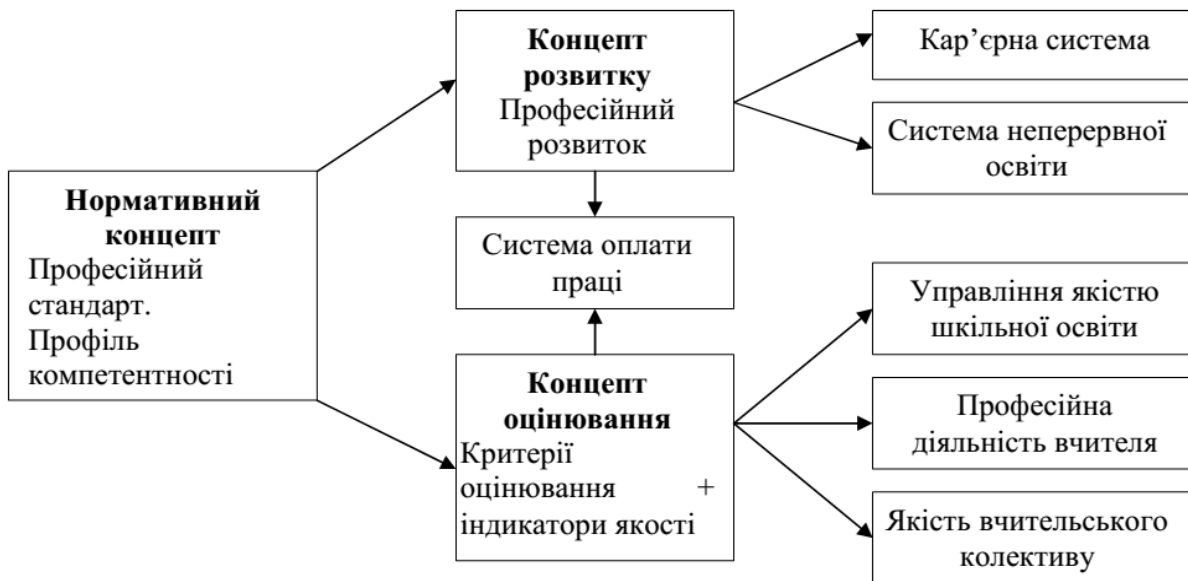 Нормативний
концепт
Професійний
стандарт.
Профіль
компетентності
Концепт
розвитку
Професійний
розвиток
Система оплати
праці
Концепт
оцінювання
Критерії
оцінювання +
індикатори якості
Кар’єрна система
Система неперервної
освіти
Управління якістю
шкільної освіти
Професійна
діяльність вчителя
Якість вчительського
колективу